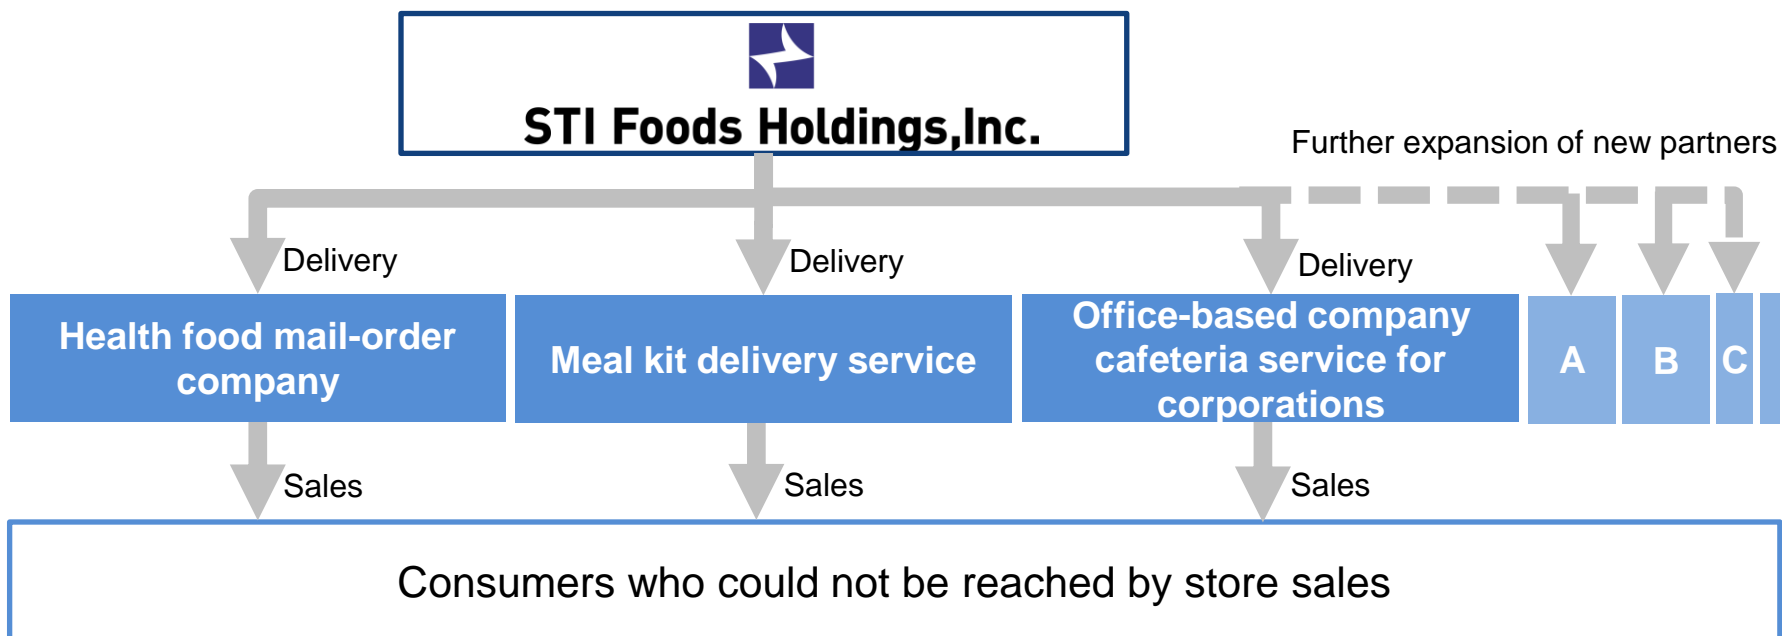 STI Foods Holdings,Inc.
Further expansion of new partners
Delivery
Delivery
Delivery
Health food mail-order
company
Meal kit delivery service
Office-based company
cafeteria service for
corporations
A
B
C
Sales
Sales
Sales
Consumers who could not be reached by store sales